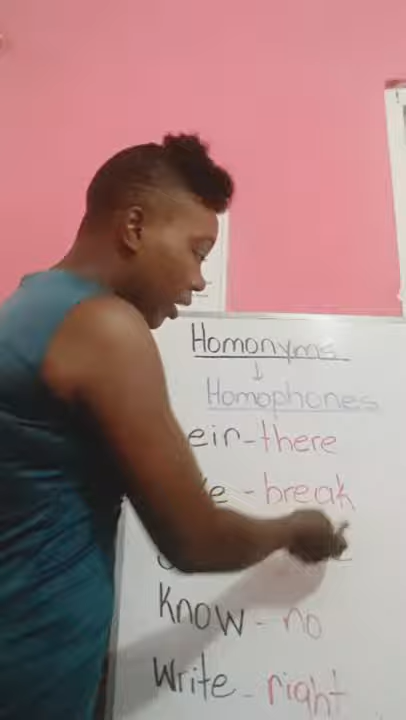 Homonyms
↓
Homophones
eir-there
e - break
Know - no
Write - right